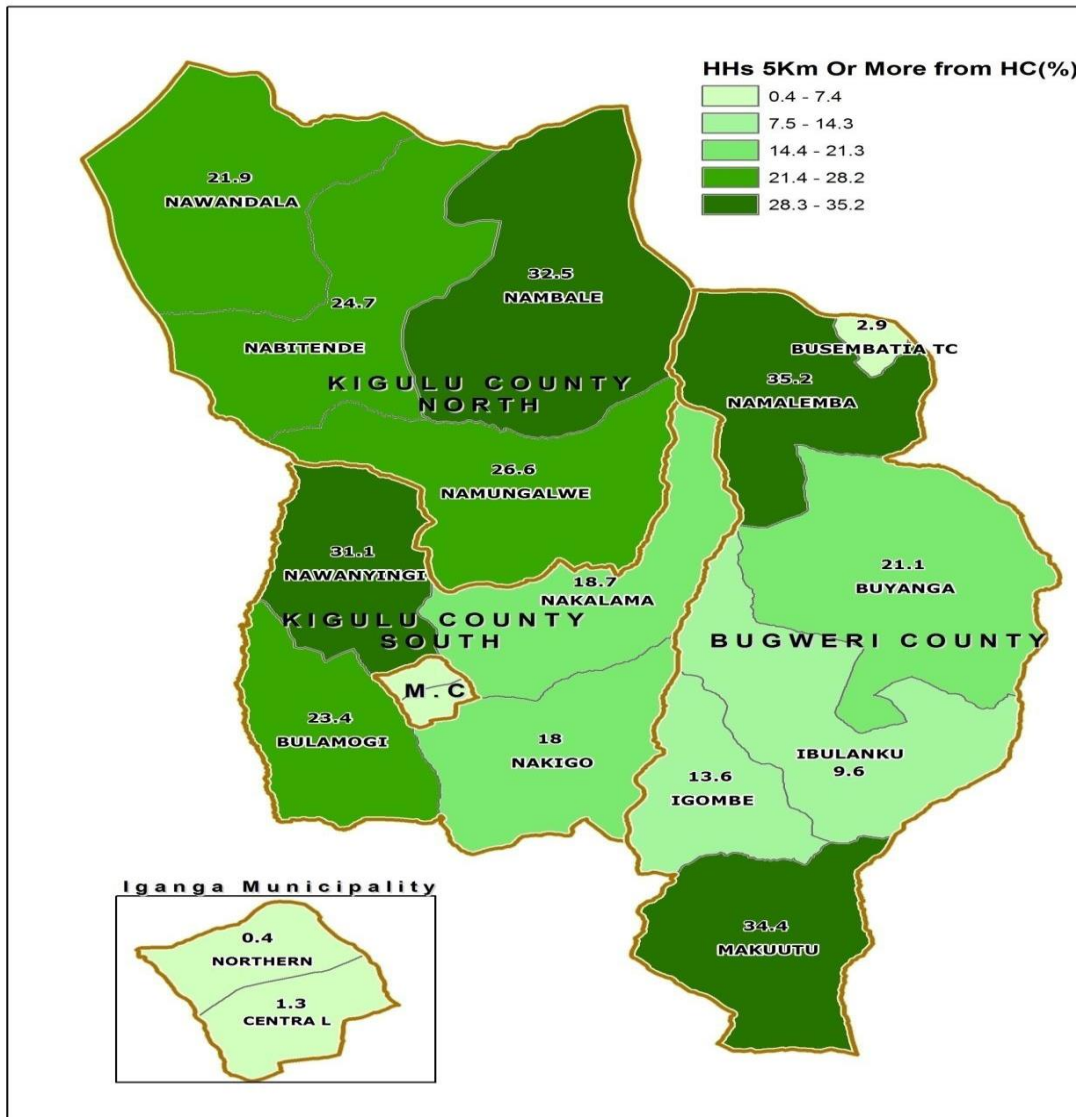 HHs 5Km Or More from HC(%)
0.4 - 7.4
7.5 - 14.3
14.4 - 21.3
21.4 - 28.2
28.3 - 35.2
21.9
NAWANDALA
32.5
NAMBALE
24.7
NABITENDE
2.9
BUSEMBATIA TC
35.2
NAMALEMBA
KIGULU COUNTY
NORTH
26.6
NAMUNGALWE
31.1
NAWANYINGI
18.7
NAKALAMA
21.1
BUYANGA
KIGULU COUNTY
SOUTH
BUGWERI COUNTY
M.C
23.4
BULAMOGI
18
NAKIGO
IBULANKU
9.6
13.6
IGOMBE
34.4
MAKUUTU
Iganga Municipality
0.4
NORTHERN
1.3
CENTRA L